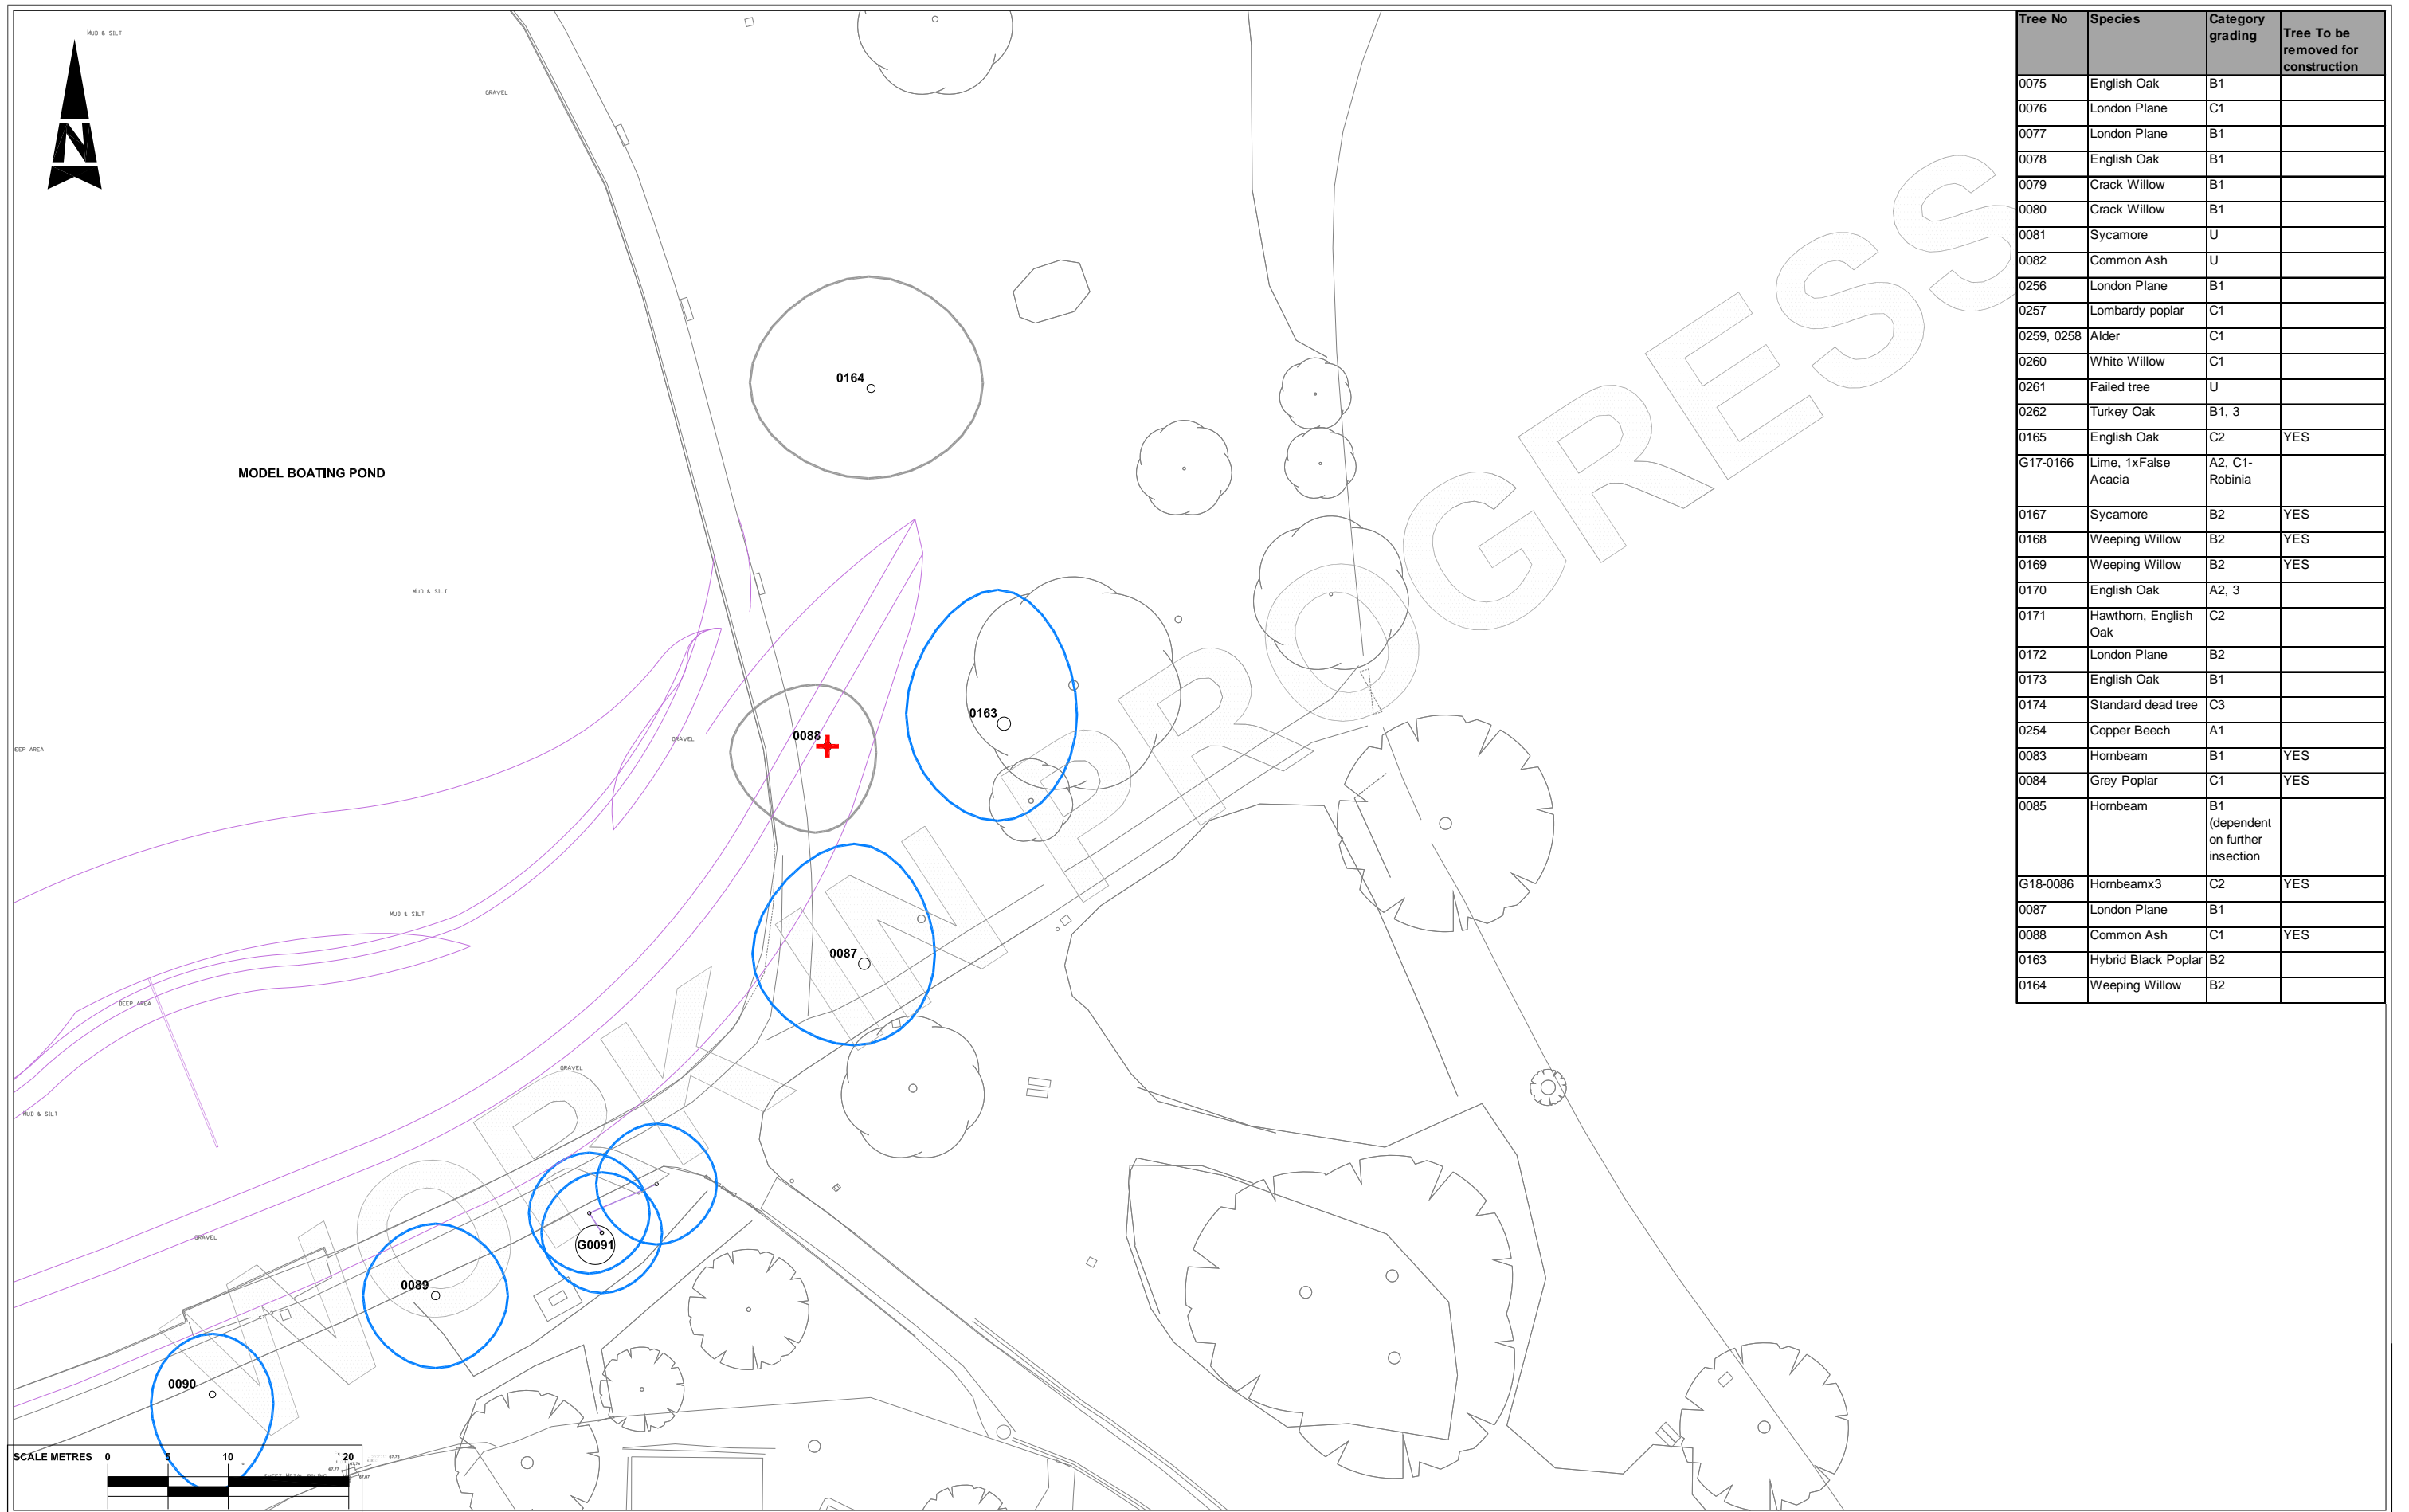 MUD & SILT
GRAVEL
N
0164
MODEL BOATING POND
MUD & SILT
0163
0088
GRAVEL
MUD & SILT
0087
DEEP AREA
GRAVEL
MUD & SILT
GRAVEL
G0091
0089
0090
SCALE METRES 0 5 10 20
WORK IN PROGRESS
Tree No Species Category grading Tree To be removed for construction
0075 English Oak B1
0076 London Plane C1
0077 London Plane B1
0078 English Oak B1
0079 Crack Willow B1
0080 Crack Willow B1
0081 Sycamore U
0082 Common Ash U
0256 London Plane B1
0257 Lombardy poplar C1
0259, 0258 Alder C1
0260 White Willow C1
0261 Failed tree U
0262 Turkey Oak B1, 3
0165 English Oak C2 YES
G17-0166 Lime, 1xFalse Acacia A2, C1- Robinia
0167 Sycamore B2 YES
0168 Weeping Willow B2 YES
0169 Weeping Willow B2 YES
0170 English Oak A2, 3
0171 Hawthorn, English Oak C2
0172 London Plane B2
0173 English Oak B1
0174 Standard dead tree C3
0254 Copper Beech A1
0083 Hornbeam B1 YES
0084 Grey Poplar C1 YES
0085 Hornbeam B1 (dependent on further insection
G18-0086 Hornbeamx3 C2 YES
0087 London Plane B1
0088 Common Ash C1 YES
0163 Hybrid Black Poplar B2
0164 Weeping Willow B2